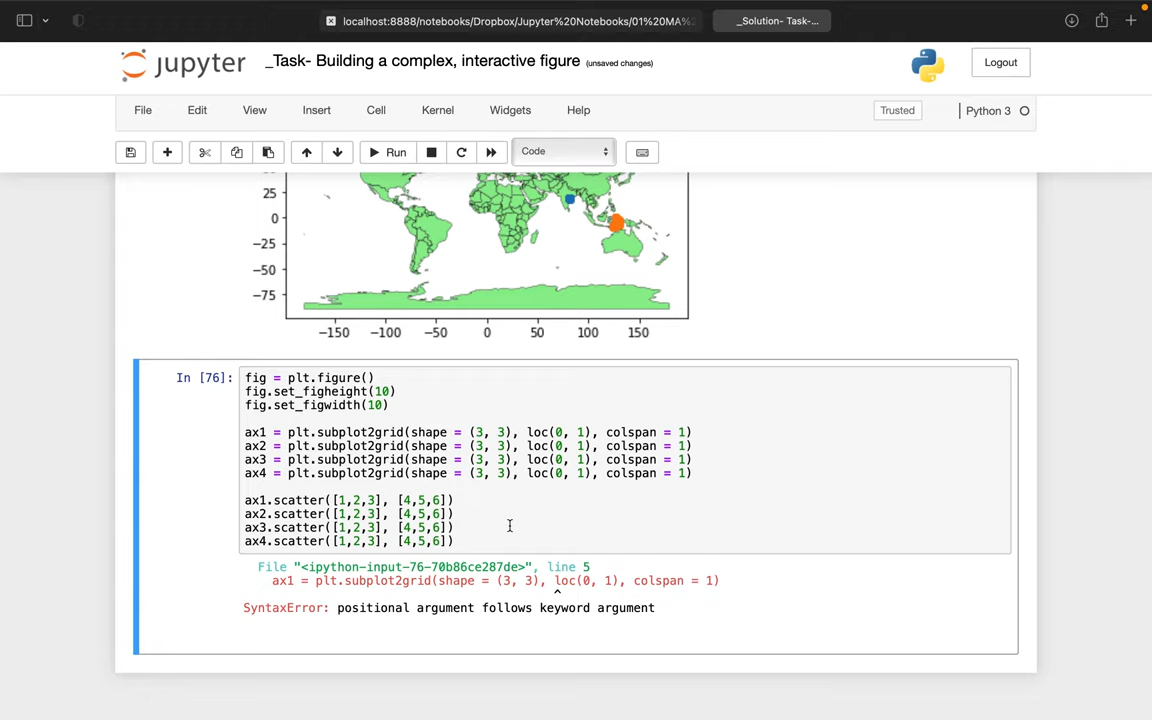 localhost:8888/notebooks/Dropbox/Jupyter%20Notebooks/01%20MA%
_Solution- Task-...
jupyter _Task- Building a complex, interactive figure (unsaved changes)
Logout
File Edit View Insert Cell Kernel Widgets Help
Trusted Python 3
Run
Code
25
0
−25
−50
−75
−150 −100 −50 0 50 100 150
In [76]:
fig = plt.figure()
fig.set_figheight(10)
fig.set_figwidth(10)
ax1 = plt.subplot2grid(shape = (3, 3), loc(0, 1), colspan = 1)
ax2 = plt.subplot2grid(shape = (3, 3), loc(0, 1), colspan = 1)
ax3 = plt.subplot2grid(shape = (3, 3), loc(0, 1), colspan = 1)
ax4 = plt.subplot2grid(shape = (3, 3), loc(0, 1), colspan = 1)
ax1.scatter([1,2,3], [4,5,6])
ax2.scatter([1,2,3], [4,5,6])
ax3.scatter([1,2,3], [4,5,6])
ax4.scatter([1,2,3], [4,5,6])
File "<ipython-input-76-70b86ce287de>", line 5
ax1 = plt.subplot2grid(shape = (3, 3), loc(0, 1), colspan = 1)
^
SyntaxError: positional argument follows keyword argument